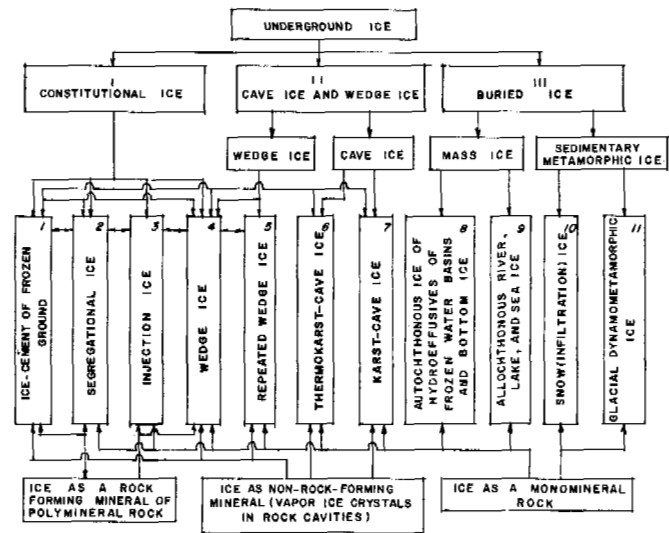 UNDERGROUND ICE
I
CONSTITUTIONAL ICE
II
CAVE ICE AND WEDGE ICE
III
BURIED ICE
WEDGE ICE
CAVE ICE
MASS ICE
SEDIMENTARY
METAMORPHIC ICE
1
ICE-CEMENT OF FROZEN
GROUND
2
SEGREGATIONAL ICE
3
INJECTION ICE
4
WEDGE ICE
5
REPEATED WEDGE ICE
6
THERMOKARST-CAVE ICE
7
KARST-CAVE ICE
8
AUTOCHTHONOUS ICE OF
HYDROEFFUSIVES OF
FROZEN WATER BASINS
AND BOTTOM ICE
9
ALLOCHTHONOUS RIVER,
LAKE, AND SEA ICE
10
SNOW (INFILTRATION) ICE
11
GLACIAL DYNAMOMETAMORPHIC
ICE
ICE AS A ROCK
FORMING MINERAL OF
POLYMINERAL ROCK
ICE AS NON-ROCK-FORMING
MINERAL (VAPOR ICE CRYSTALS
IN ROCK CAVITIES)
ICE AS A MONOMINERAL
ROCK